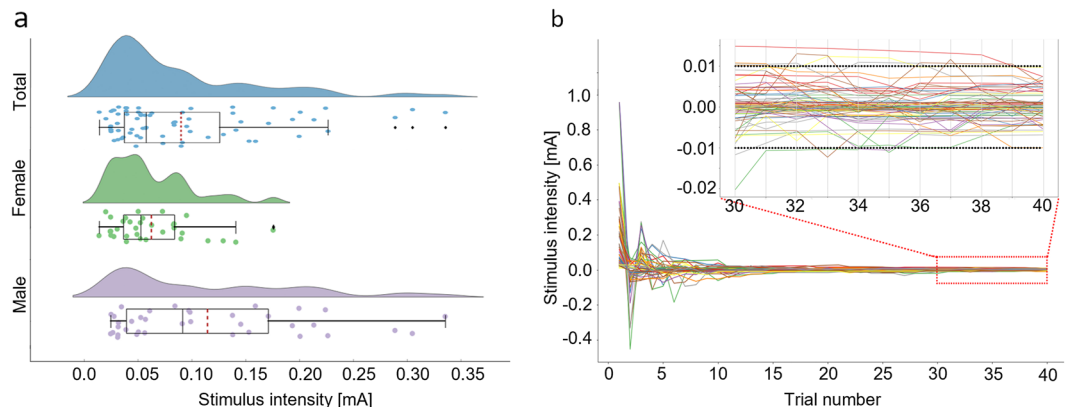 a
Total
Female
Male
0.0 0.05 0.10 0.15 0.20 0.25 0.30 0.35
Stimulus intensity [mA]
b
Stimulus intensity [mA]
1.0
0.8
0.6
0.4
0.2
0.0
-0.2
-0.4
0.01
0.00
-0.01
-0.02
30 32 34 36 38 40
0 5 10 15 20 25 30 35 40
Trial number